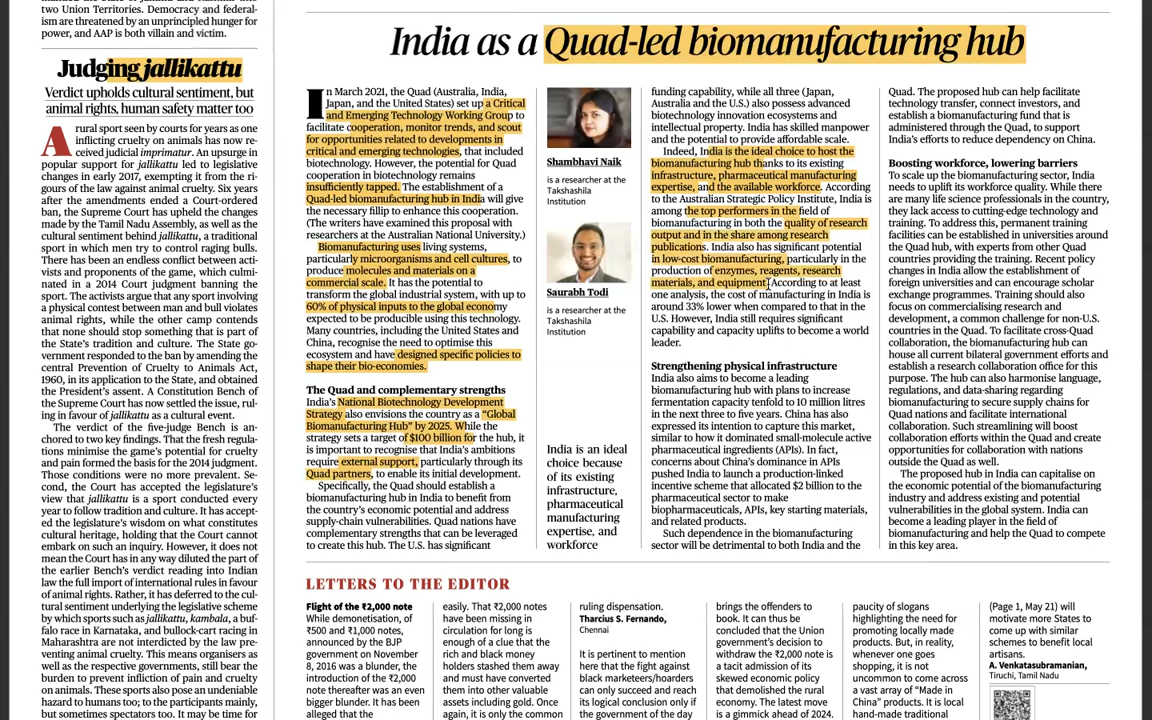 two Union Territories. Democracy and federal-
ism are threatened by an unprincipled hunger for
power, and AAP is both villain and victim.
Judging jallikattu
Verdict upholds cultural sentiment, but
animal rights, human safety matter too
A rural sport seen by courts for years as one
inflicting cruelty on animals has now re-
ceived judicial imprimatur. An upsurge in
popular support for jallikattu led to legislative
changes in early 2017, exempting it from the ri-
gours of the law against animal cruelty. Six years
after the amendments ended a Court-ordered
ban, the Supreme Court has upheld the changes
made by the Tamil Nadu Assembly, as well as the
cultural sentiment behind jallikattu, a traditional
sport in which men try to control raging bulls.
There has been an endless conflict between acti-
vists and proponents of the game, which culmi-
nated in a 2014 Court judgment banning the
sport. The activists argue that any sport involving
a physical contest between man and bull violates
animal rights, while the other camp contends
that none should stop something that is part of
the State's tradition and culture. The State go-
vernment responded to the ban by amending the
central Prevention of Cruelty to Animals Act,
1960, in its application to the State, and obtained
the President's assent. A Constitution Bench of
the Supreme Court has now settled the issue, rul-
ing in favour of jallikattu as a cultural event.
The verdict of the five-judge Bench is an-
chored to two key findings. That the fresh regula-
tions minimise the game's potential for cruelty
and pain formed the basis for the 2014 judgment.
Those conditions were no more prevalent. Se-
cond, the Court has accepted the legislature's
view that jallikattu is a sport conducted every
year to follow tradition and culture. It has accept-
ed the legislature's wisdom on what constitutes
cultural heritage, holding that the Court cannot
embark on such an inquiry. However, it does not
mean the Court has in any way diluted the part of
the earlier Bench's verdict reading into Indian
law the full import of international rules in favour
of animal rights. Rather, it has deferred to the cul-
tural sentiment underlying the legislative scheme
by which sports such as jallikattu, kambala, a buf-
falo race in Karnataka, and bullock-cart racing in
Maharashtra are not interdicted by the law pre-
venting animal cruelty. This means organisers as
well as the respective governments, still bear the
burden to prevent infliction of pain and cruelty
on animals. These sports also pose an undeniable
hazard to humans too; to the participants mainly,
but sometimes spectators too. It may be time for
India as a Quad-led biomanufacturing hub
In March 2021, the Quad (Australia, India,
Japan, and the United States) set up a Critical
and Emerging Technology Working Group to
facilitate cooperation, monitor trends, and scout
for opportunities related to developments in
critical and emerging technologies, that included
biotechnology. However, the potential for Quad
cooperation in biotechnology remains
insufficiently tapped. The establishment of a
Quad-led biomanufacturing hub in India will give
the necessary fillip to enhance this cooperation.
(The writers have examined this proposal with
researchers at the Australian National University.)
Biomanufacturing uses living systems,
particularly microorganisms and cell cultures, to
produce molecules and materials on a
commercial scale. It has the potential to
transform the global industrial system, with up to
60% of physical inputs to the global economy
expected to be producible using this technology.
Many countries, including the United States and
China, recognise the need to optimise this
ecosystem and have designed specific policies to
shape their bio-economies.
The Quad and complementary strengths
India's National Biotechnology Development
Strategy also envisions the country as a “Global
Biomanufacturing Hub” by 2025. While the
strategy sets a target of $100 billion for the hub, it
is important to recognise that India's ambitions
require external support, particularly through its
Quad partners, to enable its initial development.
Specifically, the Quad should establish a
biomanufacturing hub in India to benefit from
the country's economic potential and address
supply-chain vulnerabilities. Quad nations have
complementary strengths that can be leveraged
to create this hub. The U.S. has significant
Shambhavi Naik
is a researcher at the
Takshashila
Institution
Saurabh Todi
is a researcher at the
Takshashila
Institution
India is an ideal
choice because
of its existing
infrastructure,
pharmaceutical
manufacturing
expertise, and
workforce
funding capability, while all three (Japan,
Australia and the U.S.) also possess advanced
biotechnology innovation ecosystems and
intellectual property. India has skilled manpower
and the potential to provide affordable scale.
Indeed, India is the ideal choice to host the
biomanufacturing hub thanks to its existing
infrastructure, pharmaceutical manufacturing
expertise, and the available workforce. According
to the Australian Strategic Policy Institute, India is
among the top performers in the field of
biomanufacturing in both the quality of research
output and in the share among research
publications. India also has significant potential
in low-cost biomanufacturing, particularly in the
production of enzymes, reagents, research
materials, and equipment. According to at least
one analysis, the cost of manufacturing in India is
around 33% lower when compared to that in the
U.S. However, India still requires significant
capability and capacity uplifts to become a world
leader.
Strengthening physical infrastructure
India also aims to become a leading
biomanufacturing hub with plans to increase
fermentation capacity tenfold to 10 million litres
in the next three to five years. China has also
expressed its intention to capture this market,
similar to how it dominated small-molecule active
pharmaceutical ingredients (APIs). In fact,
concerns about China's dominance in APIs
pushed India to launch a production-linked
incentive scheme that allocated $2 billion to the
pharmaceutical sector to make
biopharmaceuticals, APIs, key starting materials,
and related products.
Such dependence in the biomanufacturing
sector will be detrimental to both India and the
Quad. The proposed hub can help facilitate
technology transfer, connect investors, and
establish a biomanufacturing fund that is
administered through the Quad, to support
India's efforts to reduce dependency on China.
Boosting workforce, lowering barriers
To scale up the biomanufacturing sector, India
needs to uplift its workforce quality. While there
are many life science professionals in the country,
they lack access to cutting-edge technology and
training. To address this, permanent training
facilities can be established in universities around
the Quad hub, with experts from other Quad
countries providing the training. Recent policy
changes in India allow the establishment of
foreign universities and can encourage scholar
exchange programmes. Training should also
focus on commercialising research and
development, a common challenge for non-U.S.
countries in the Quad. To facilitate cross-Quad
collaboration, the biomanufacturing hub can
house all current bilateral government efforts and
establish a research collaboration office for this
purpose. The hub can also harmonise language,
regulations, and data-sharing regarding
biomanufacturing to secure supply chains for
Quad nations and facilitate international
collaboration. Such streamlining will boost
collaboration efforts within the Quad and create
opportunities for collaboration with nations
outside the Quad as well.
The proposed hub in India can capitalise on
the economic potential of the biomanufacturing
industry and address existing and potential
vulnerabilities in the global system. India can
become a leading player in the field of
biomanufacturing and help the Quad to compete
in this key area.
LETTERS TO THE EDITOR
Flight of the ₹2,000 note
While demonetisation, of
₹500 and ₹1,000 notes,
announced by the BJP
government on November
8, 2016 was a blunder, the
introduction of the ₹2,000
note thereafter was an even
bigger blunder. It has been
alleged that the
easily. That ₹2,000 notes
have been missing in
circulation for long is
enough of a clue that the
rich and black money
holders stashed them away
and must have converted
them into other valuable
assets including gold. Once
again, it is only the common
ruling dispensation.
Tharcius S. Fernando,
Chennai
It is pertinent to mention
here that the fight against
black marketeers/hoarders
can only succeed and reach
its logical conclusion only if
the government of the day
brings the offenders to
book. It can thus be
concluded that the Union
government's decision to
withdraw the ₹2,000 note is
a tacit admission of its
skewed economic policy
that demolished the rural
economy. The latest move
is a gimmick ahead of 2024.
paucity of slogans
highlighting the need for
promoting locally made
products. But, in reality,
whenever one goes
shopping, it is not
uncommon to come across
a vast array of “Made in
China” products. It is local
hand-made traditional
(Page 1, May 21) will
motivate more States to
come up with similar
schemes to benefit local
artisans.
A. Venkatasubramanian,
Tiruchi, Tamil Nadu